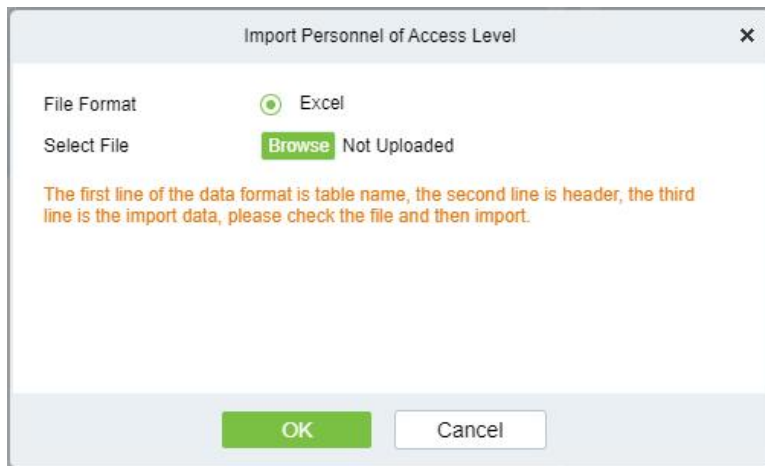 Import Personnel of Access Level ×
File Format Excel
Select File Browse Not Uploaded
The first line of the data format is table name, the second line is header, the third
line is the import data, please check the file and then import.
OK Cancel